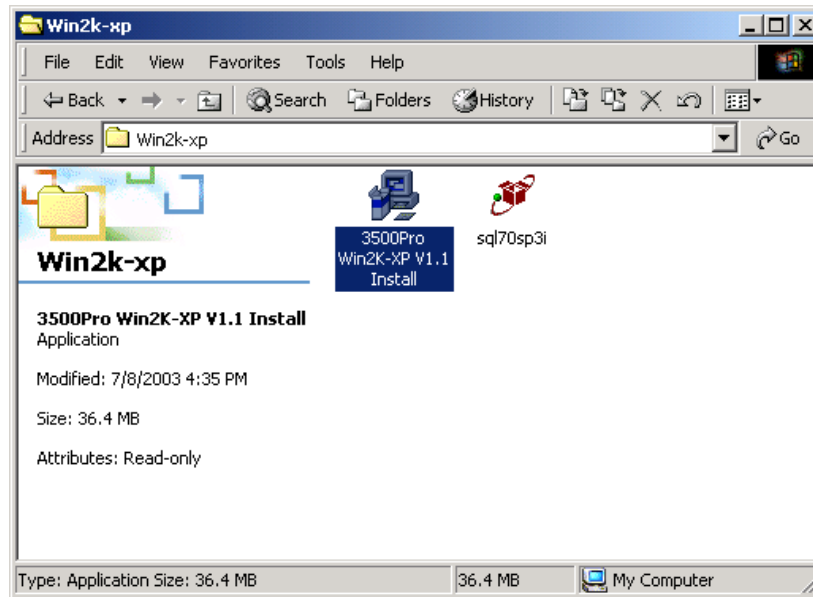 Win2k-xp
File Edit View Favorites Tools Help
Back Search Folders History
Address Win2k-xp Go
3500Pro
Win2K-XP V1.1
Install
sql70sp3i
Win2k-xp
3500Pro Win2K-XP V1.1 Install
Application
Modified: 7/8/2003 4:35 PM
Size: 36.4 MB
Attributes: Read-only
Type: Application Size: 36.4 MB 36.4 MB My Computer